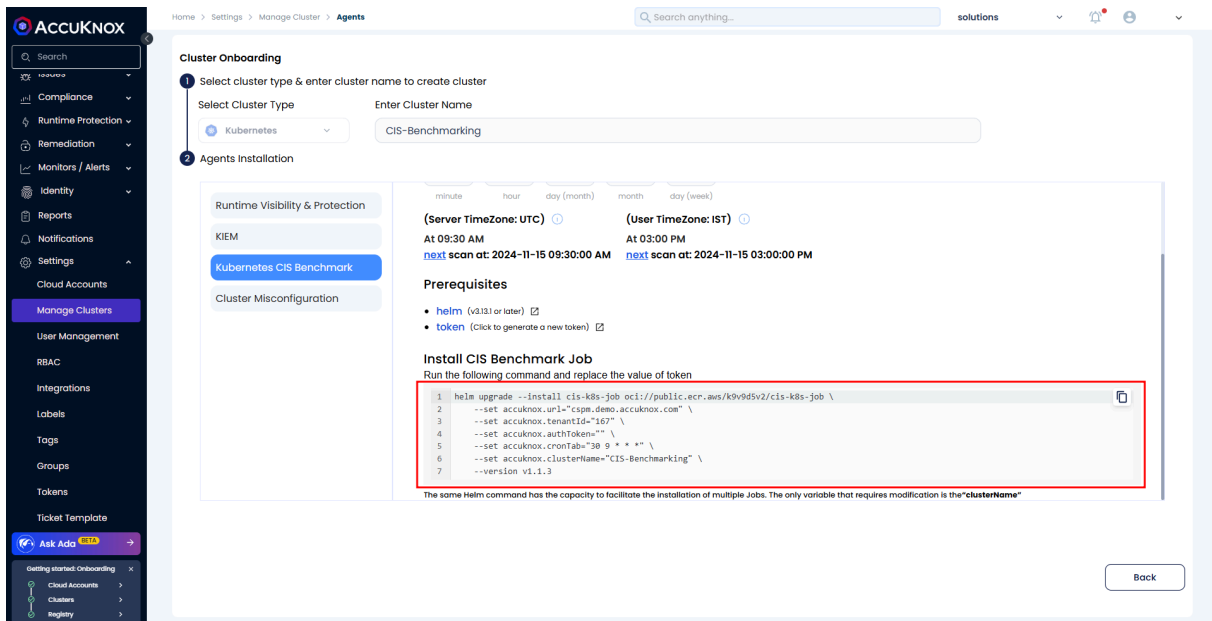 ACCUKNOX
Home > Settings > Manage Cluster > Agents
Search anything...
solutions
Search
Issues
Compliance
Runtime Protection
Remediation
Monitors / Alerts
Identity
Reports
Notifications
Settings
Cloud Accounts
Manage Clusters
User Management
RBAC
Integrations
Labels
Tags
Groups
Tokens
Ticket Template
Ask Ada BETA
Getting started: Onboarding
Cloud Accounts
Clusters
Registry
Cluster Onboarding
1 Select cluster type & enter cluster name to create cluster
Select Cluster Type Enter Cluster Name
Kubernetes CIS-Benchmarking
2 Agents Installation
Runtime Visibility & Protection
KIEM
Kubernetes CIS Benchmark
Cluster Misconfiguration
minute hour day (month) month day (week)
(Server TimeZone: UTC) (User TimeZone: IST)
At 09:30 AM At 03:00 PM
next scan at: 2024-11-15 09:30:00 AM next scan at: 2024-11-15 03:00:00 PM
Prerequisites
• helm (v3.13.1 or later)
• token (Click to generate a new token)
Install CIS Benchmark Job
Run the following command and replace the value of token
1 helm upgrade --install cis-k8s-job oci://public.ecr.aws/k9v9d5v2/cis-k8s-job \
2 --set accuknox.url="cspm.demo.accuknox.com" \
3 --set accuknox.tenantId="167" \
4 --set accuknox.authToken="" \
5 --set accuknox.cronTab="30 9 * * *" \
6 --set accuknox.clusterName="CIS-Benchmarking" \
7 --version v1.1.3
The same Helm command has the capacity to facilitate the installation of multiple Jobs. The only variable that requires modification is the“clusterName”
Back